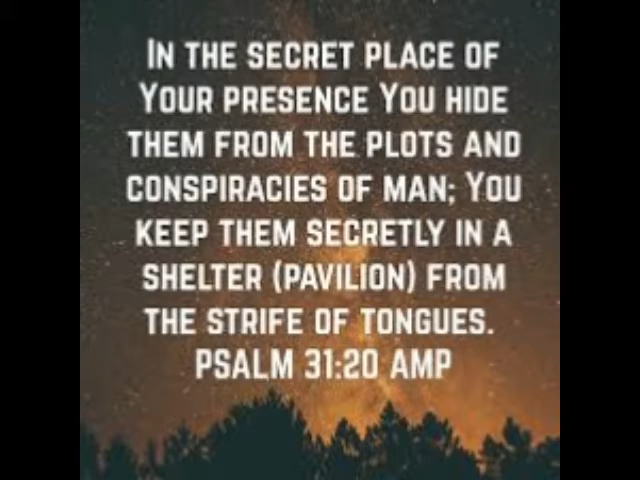 In the secret place of
Your presence You hide
them from the plots and
conspiracies of man; You
keep them secretly in a
shelter (pavilion) from
the strife of tongues.
Psalm 31:20 AMP